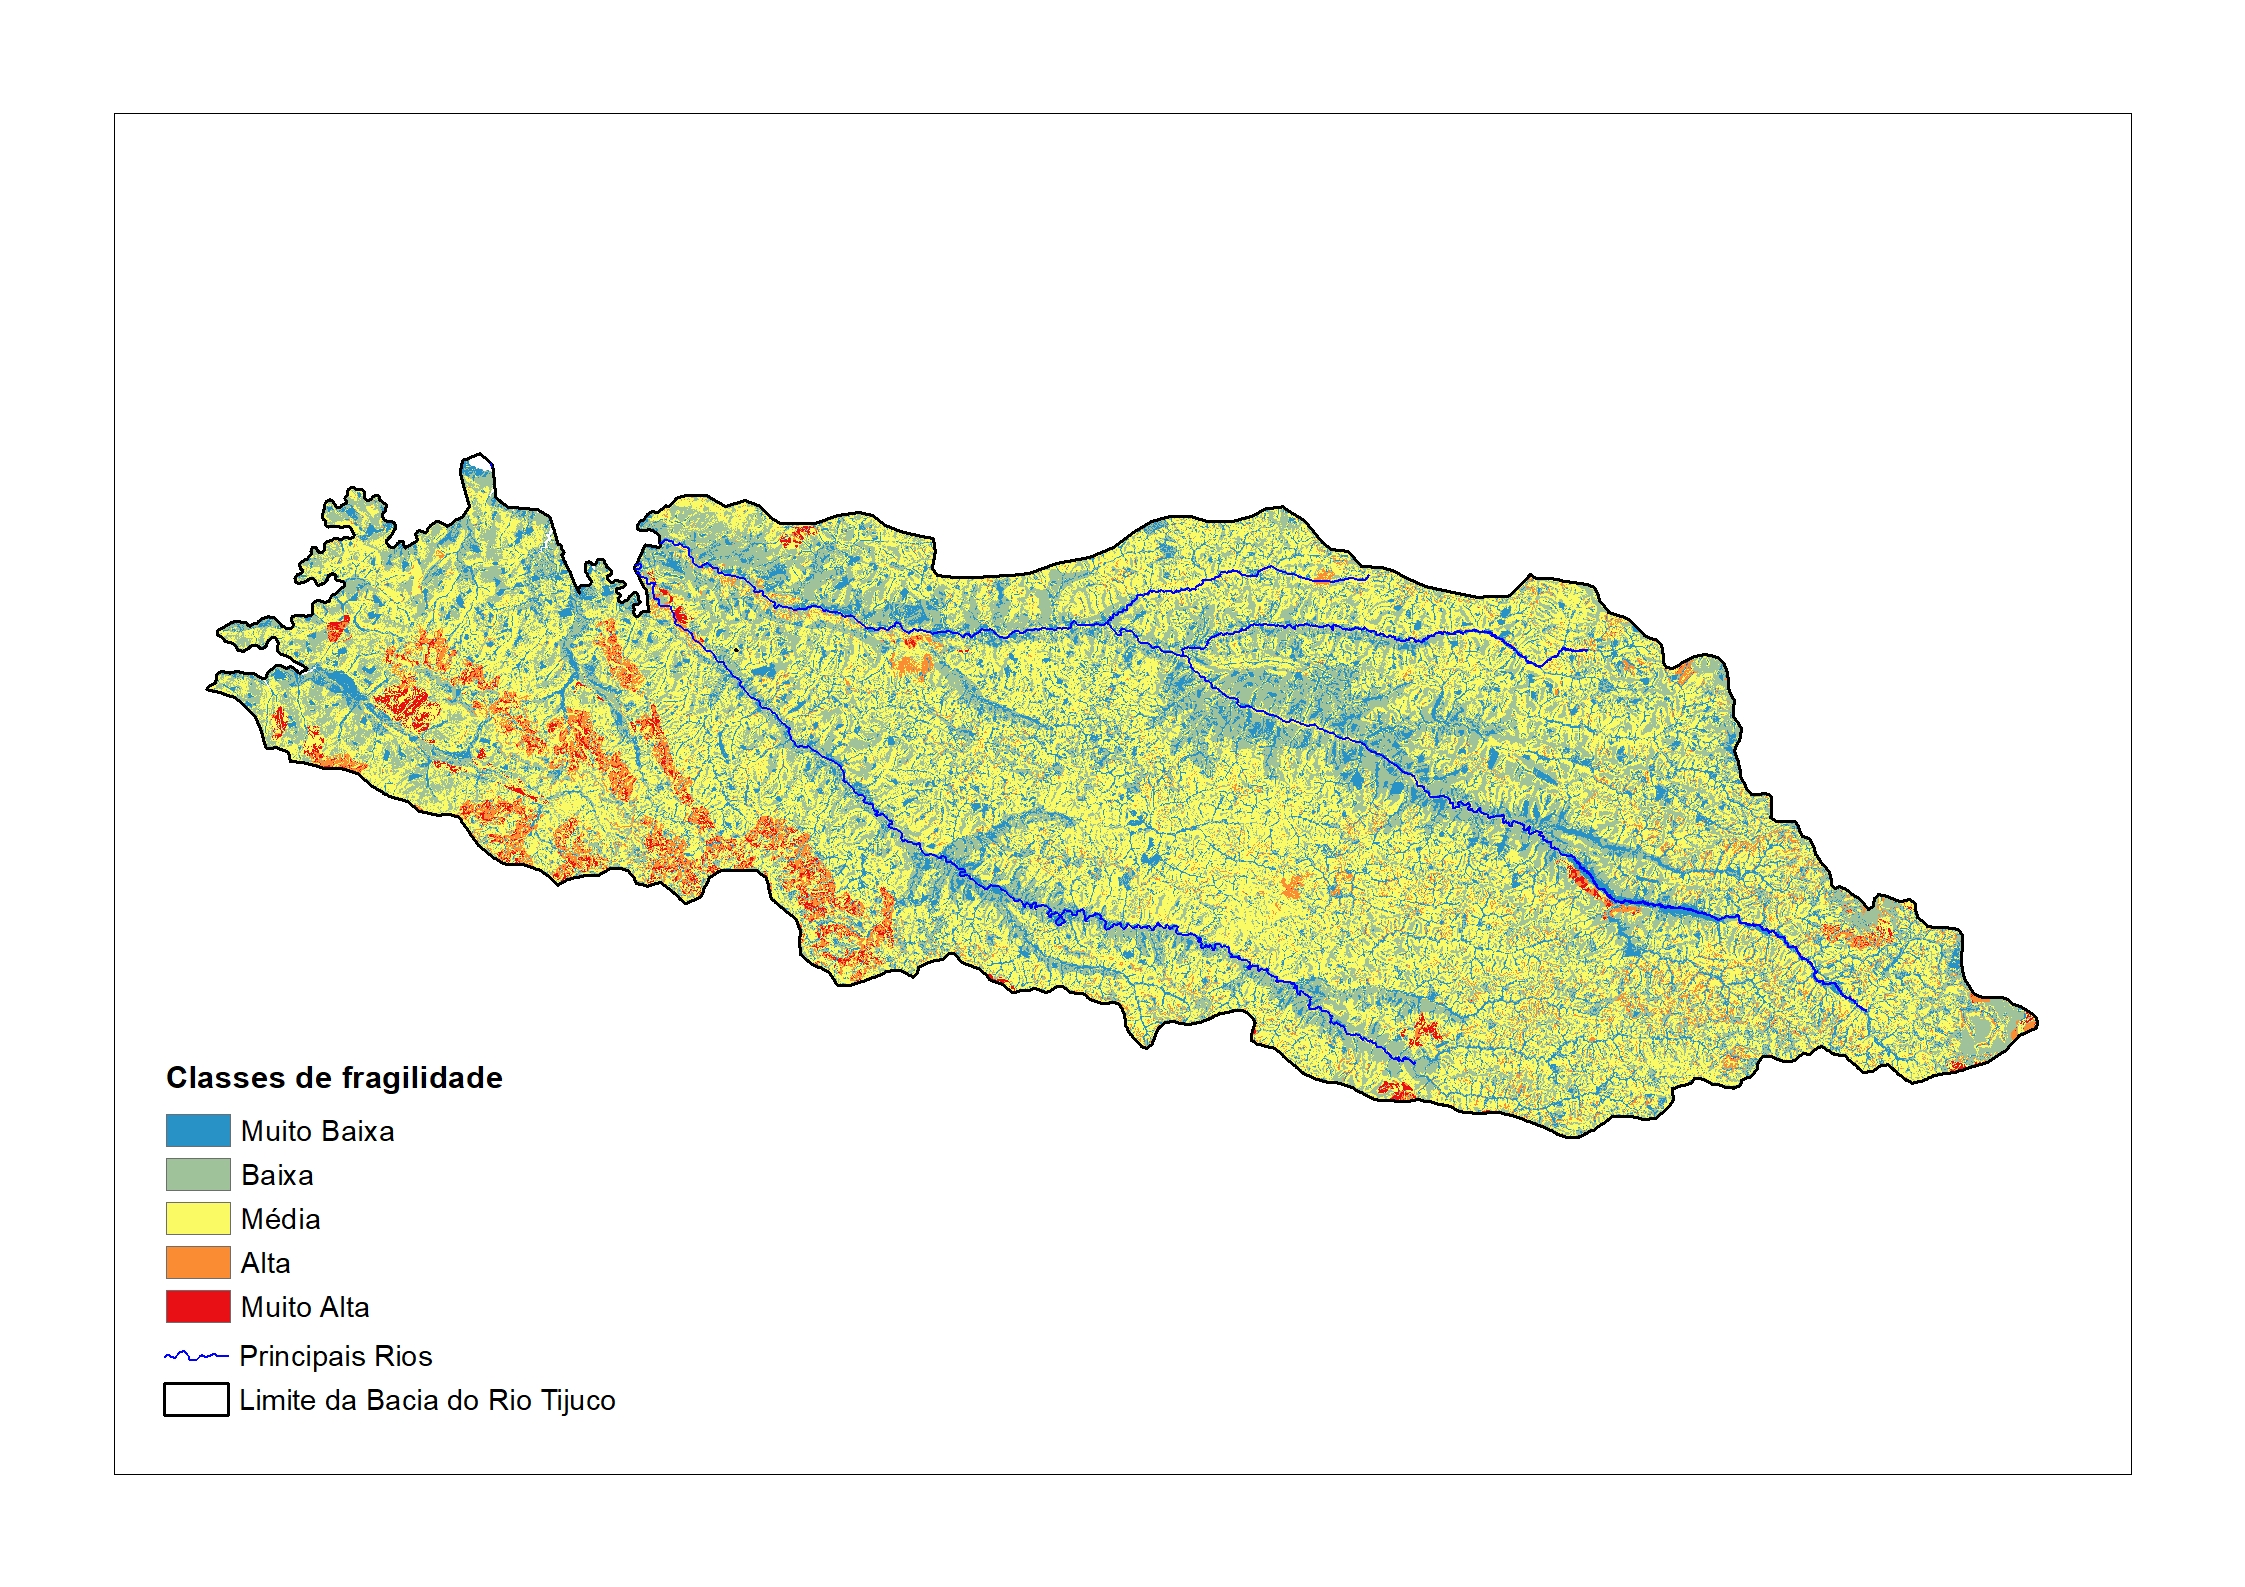 Classes de fragilidade
Muito Baixa
Baixa
Média
Alta
Muito Alta
Principais Rios
Limite da Bacia do Rio Tijuco